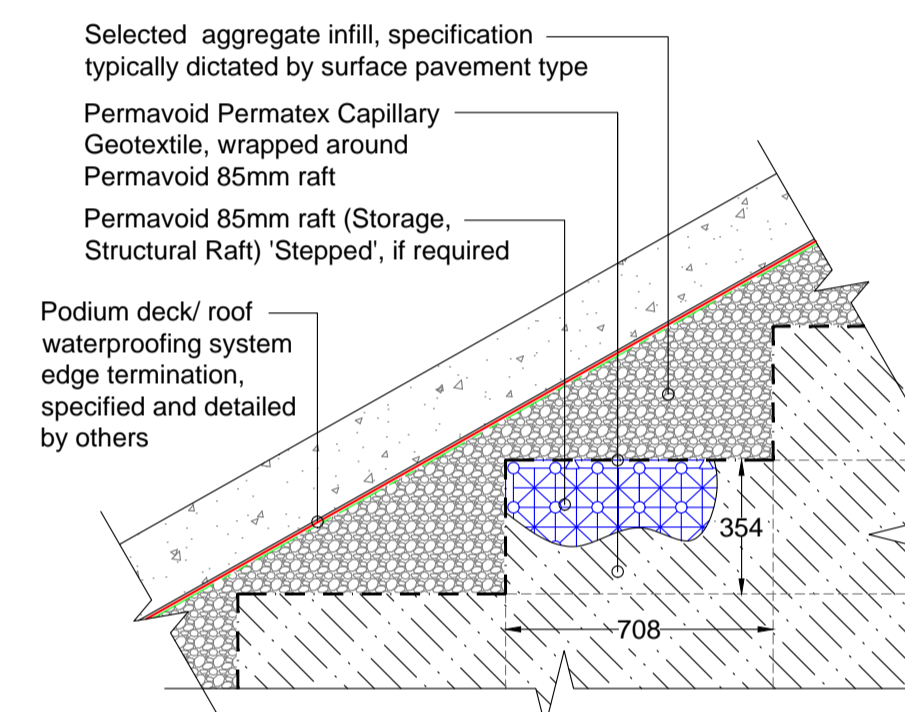 Selected aggregate infill, specification
typically dictated by surface pavement type
Permavoid Permatex Capillary
Geotextile, wrapped around
Permavoid 85mm raft
Permavoid 85mm raft (Storage,
Structural Raft) 'Stepped', if required
Podium deck/ roof
waterproofing system
edge termination,
specified and detailed
by others
354
708